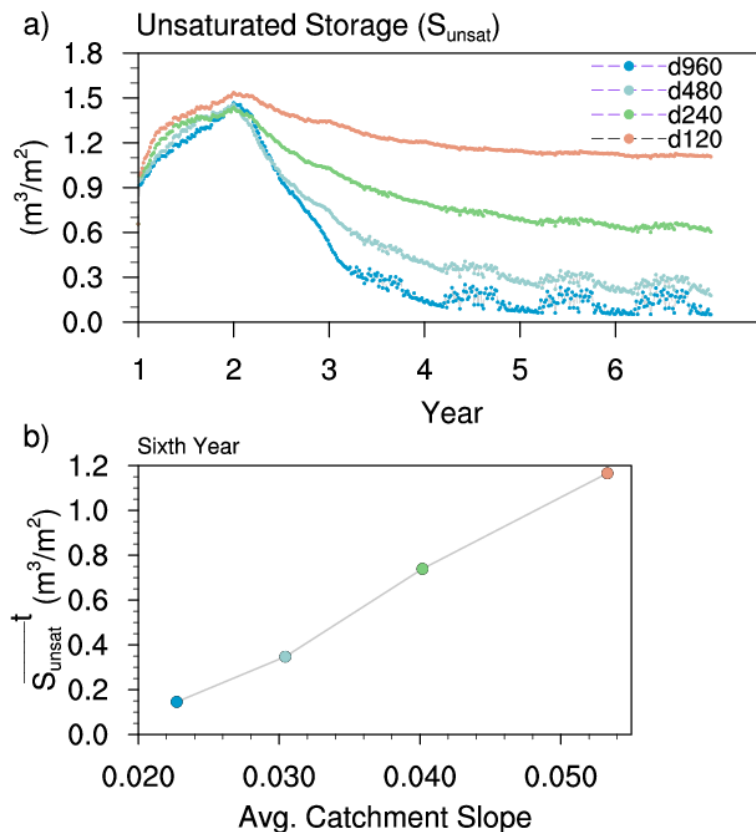 a) Unsaturated Storage (Sunsat)
1.8
1.5
1.2
0.9
0.6
0.3
0.0
(m³/m²)
d960
d480
d240
d120
1 2 3 4 5 6
Year
b) Sixth Year
1.2
1.0
0.8
0.6
0.4
0.2
0.0
Sunsat t (m³/m²)
0.020 0.030 0.040 0.050
Avg. Catchment Slope